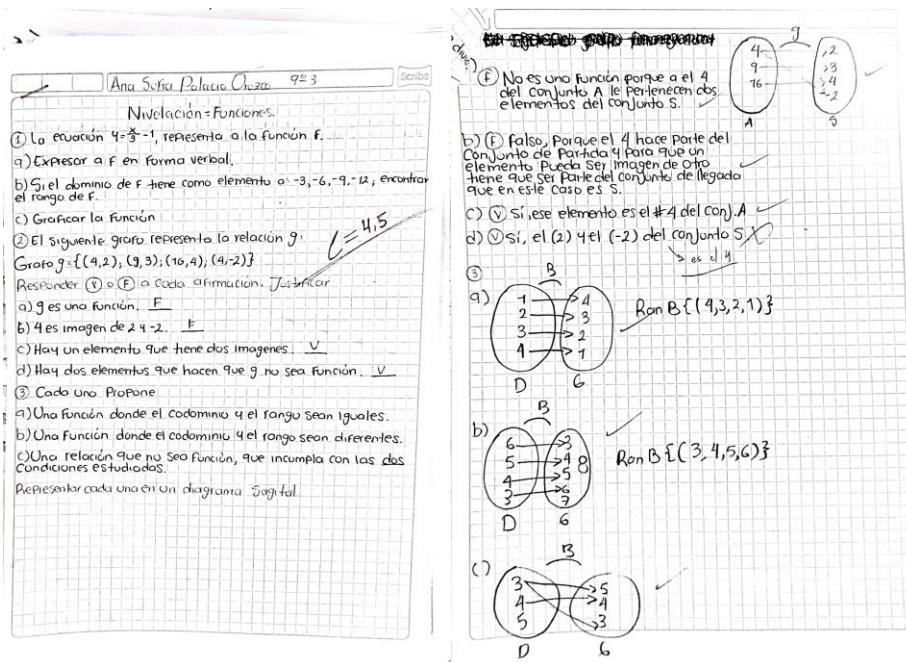 Ana Sofia Palacio Orozco 9º3
Scribe
Nivelación = Funciones.
① La ecuación y=x/3-1, representa a la función f.
a) Expresar a f en forma verbal.
b) Si el dominio de f tiene como elemento a -3,-6,-9,-12, encontrar
el rango de f.
c) Graficar la función
② El siguiente grafo representa la relación g:
Grafo g={(4,2); (9,3); (16,4); (4,-2)}
Responder Ⓥ o Ⓕ a cada afirmación. Justificar
a) g es una función. F
b) 4 es imagen de 2 y -2. F
c) Hay un elemento que tiene dos imagenes. V
d) Hay dos elementos que hacen que g no sea función. V
③ Cada uno Propone
a) Una función donde el codominio y el rango sean iguales.
b) Una función donde el codominio y el rango sean diferentes.
c) Una relación que no sea función, que incumpla con las dos
condiciones estudiadas.
Representar cada una en un diagrama sagital
L=4,5
Ⓕ No es una función porque a el 4
del conjunto A le pertenecen dos
elementos del conjunto S.
g
4 2
9 3
16 4
-2
A S
b) Ⓕ Falso, porque el 4 hace parte del
conjunto de partida y para que un
elemento pueda ser imagen de otro
tiene que ser parte del conjunto de llegada
que en este caso es S.
c) Ⓥ Sí, ese elemento es el #4 del conj. A
d) Ⓥ Sí, el (2) y el (-2) del conjunto S.
es el 4
③
a) B
1 4
2 3
3 2
4 1
D G
Ran B{(4,3,2,1)}
b) B
6 3
5 4
4 5 8
3 6
7
D G
Ran B{(3,4,5,6)}
c) B
3 5
4 4
5 3
D G